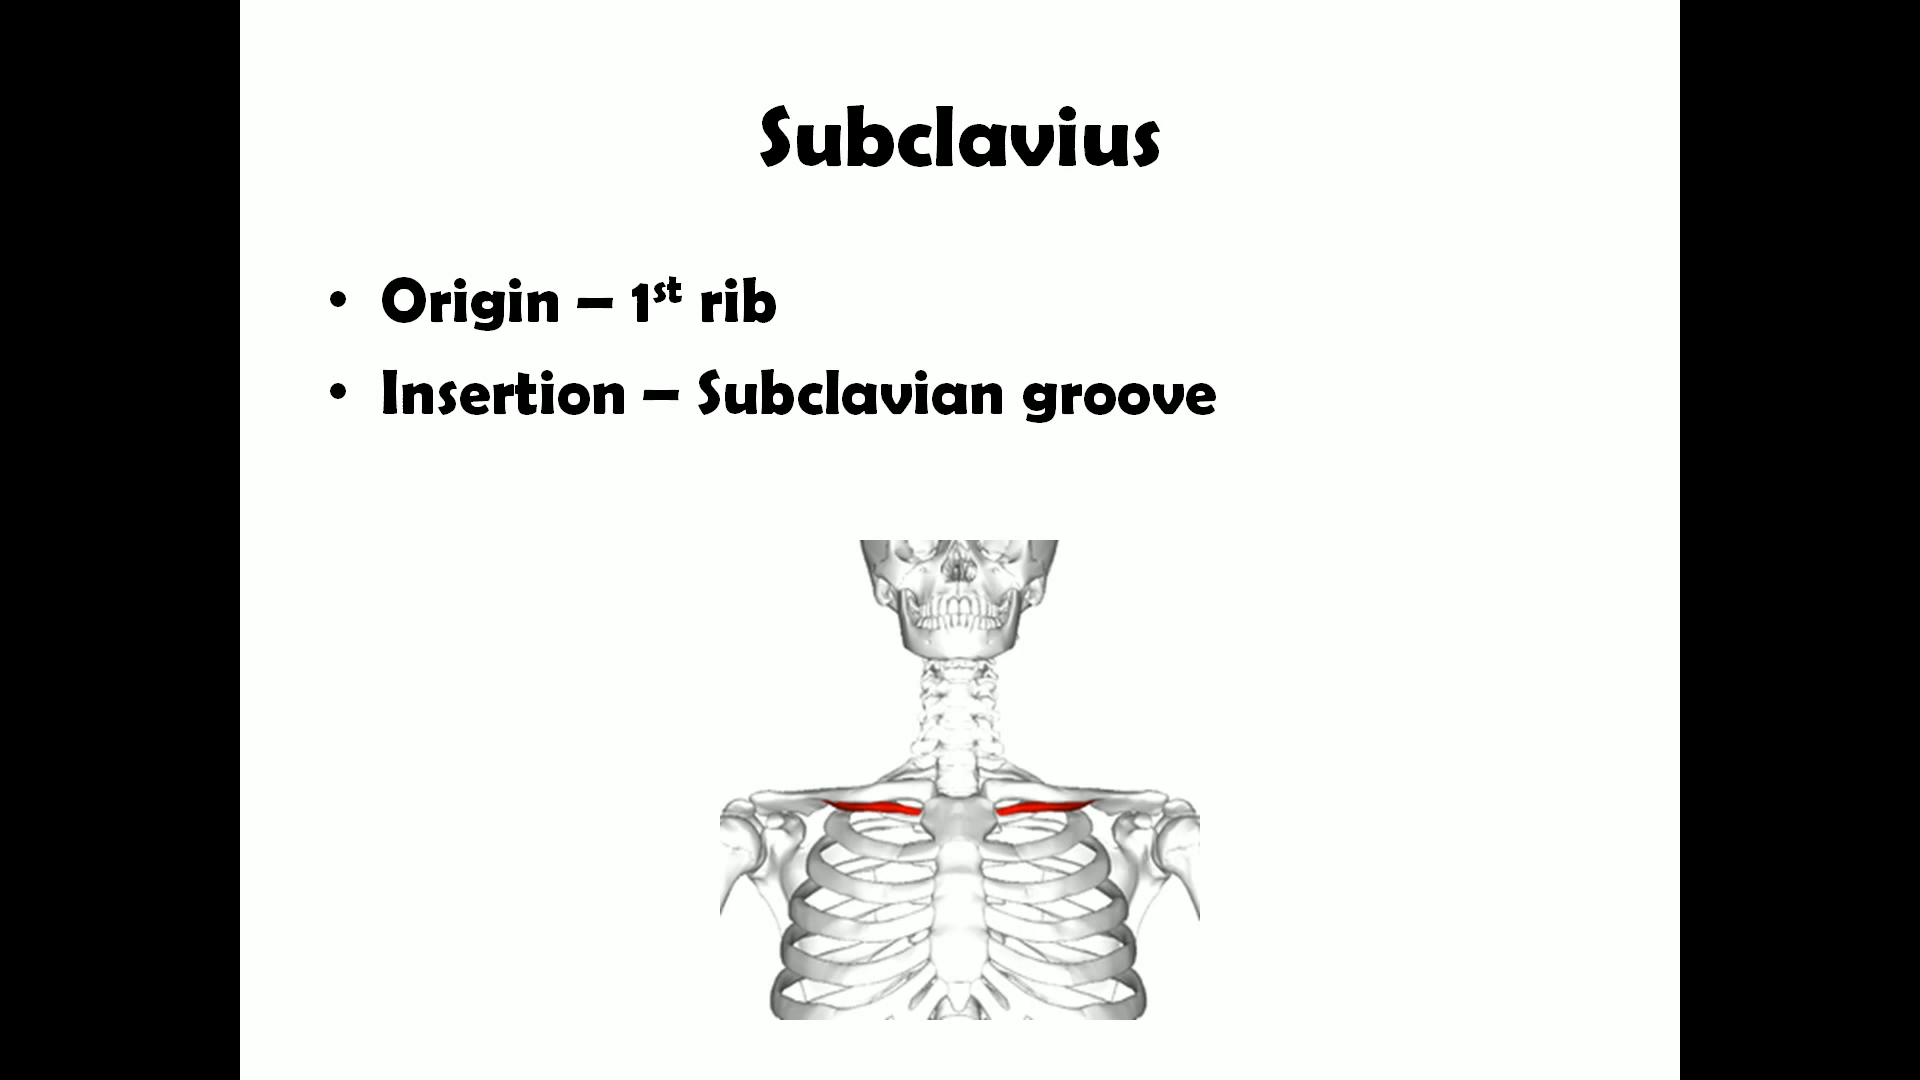 Subclavius
• Origin – 1st rib
• Insertion – Subclavian groove